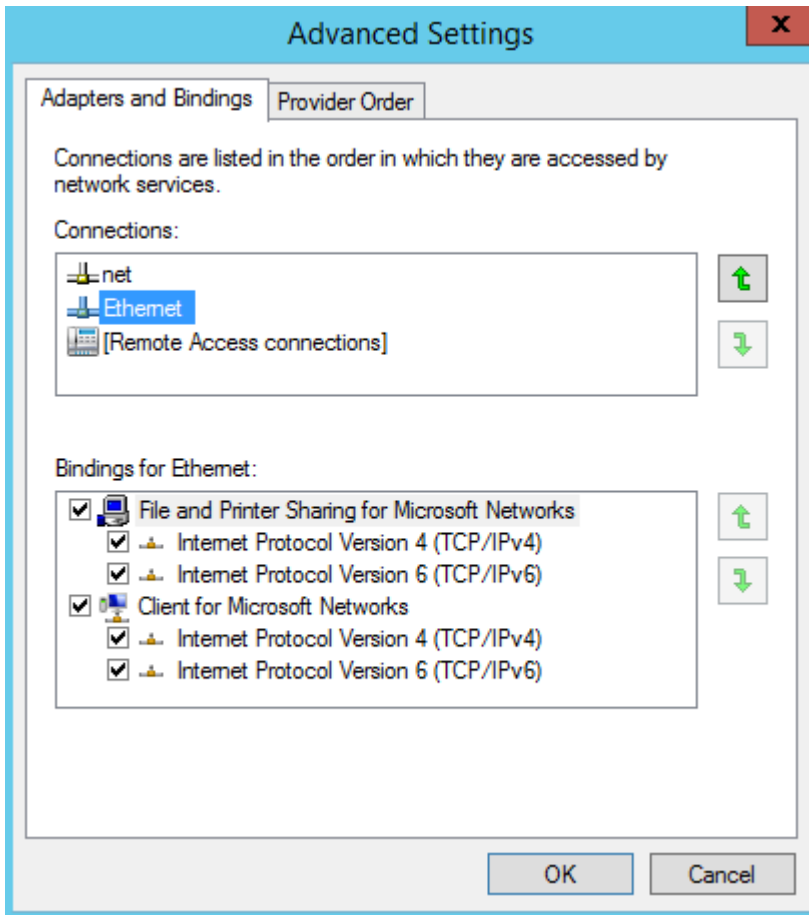 Advanced Settings
x
Adapters and Bindings
Provider Order
Connections are listed in the order in which they are accessed by
network services.
Connections:
net
Ethernet
[Remote Access connections]
Bindings for Ethernet:
File and Printer Sharing for Microsoft Networks
Internet Protocol Version 4 (TCP/IPv4)
Internet Protocol Version 6 (TCP/IPv6)
Client for Microsoft Networks
Internet Protocol Version 4 (TCP/IPv4)
Internet Protocol Version 6 (TCP/IPv6)
OK
Cancel